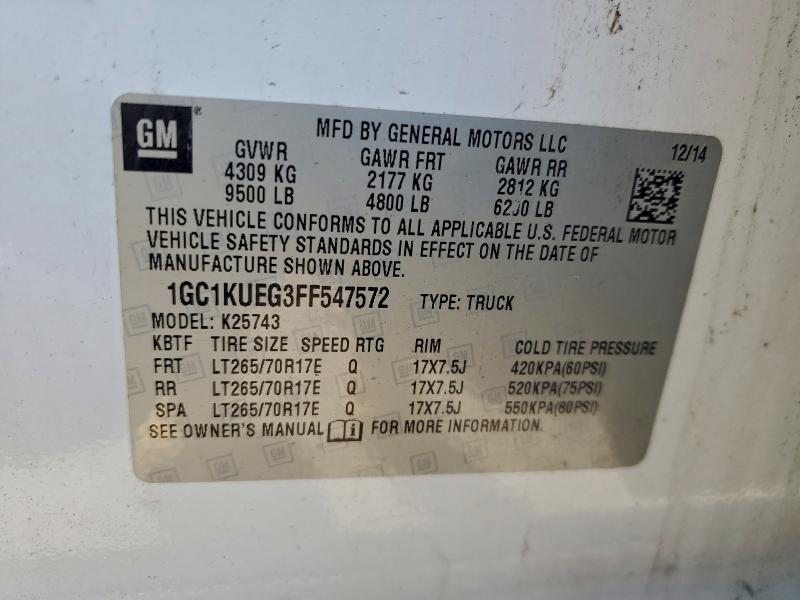 GM ®
MFD BY GENERAL MOTORS LLC
12/14
GVWR GAWR FRT GAWR RR
4309 KG 2177 KG 2812 KG
9500 LB 4800 LB 6200 LB
THIS VEHICLE CONFORMS TO ALL APPLICABLE U.S. FEDERAL MOTOR
VEHICLE SAFETY STANDARDS IN EFFECT ON THE DATE OF
MANUFACTURE SHOWN ABOVE.
1GC1KUEG3FF547572 TYPE: TRUCK
MODEL: K25743
KBTF TIRE SIZE SPEED RTG RIM COLD TIRE PRESSURE
FRT LT265/70R17E Q 17X7.5J 420KPA(60PSI)
RR LT265/70R17E Q 17X7.5J 520KPA(75PSI)
SPA LT265/70R17E Q 17X7.5J 550KPA(80PSI)
SEE OWNER'S MANUAL FOR MORE INFORMATION.